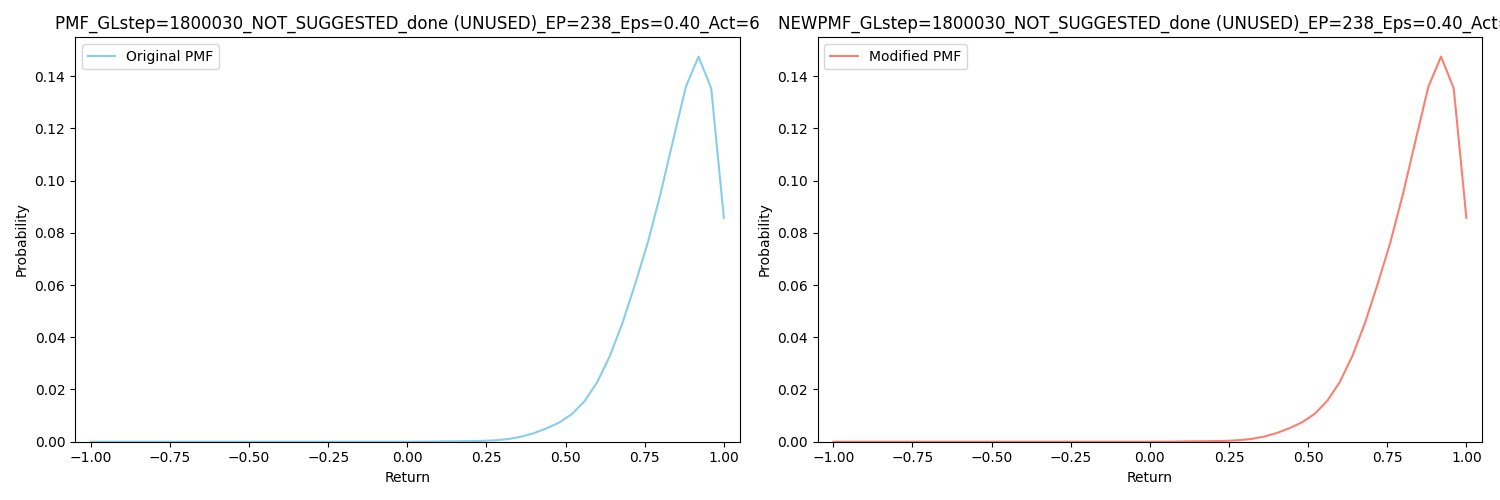 PMF_GLstep=1800030_NOT_SUGGESTED_done (UNUSED)_EP=238_Eps=0.40_Act=6
Original PMF
0.14
0.12
0.10
0.08
0.06
0.04
0.02
0.00
Probability
−1.00 −0.75 −0.50 −0.25 0.00 0.25 0.50 0.75 1.00
Return
NEWPMF_GLstep=1800030_NOT_SUGGESTED_done (UNUSED)_EP=238_Eps=0.40_Act=
Modified PMF
0.14
0.12
0.10
0.08
0.06
0.04
0.02
0.00
Probability
−1.00 −0.75 −0.50 −0.25 0.00 0.25 0.50 0.75 1.00
Return